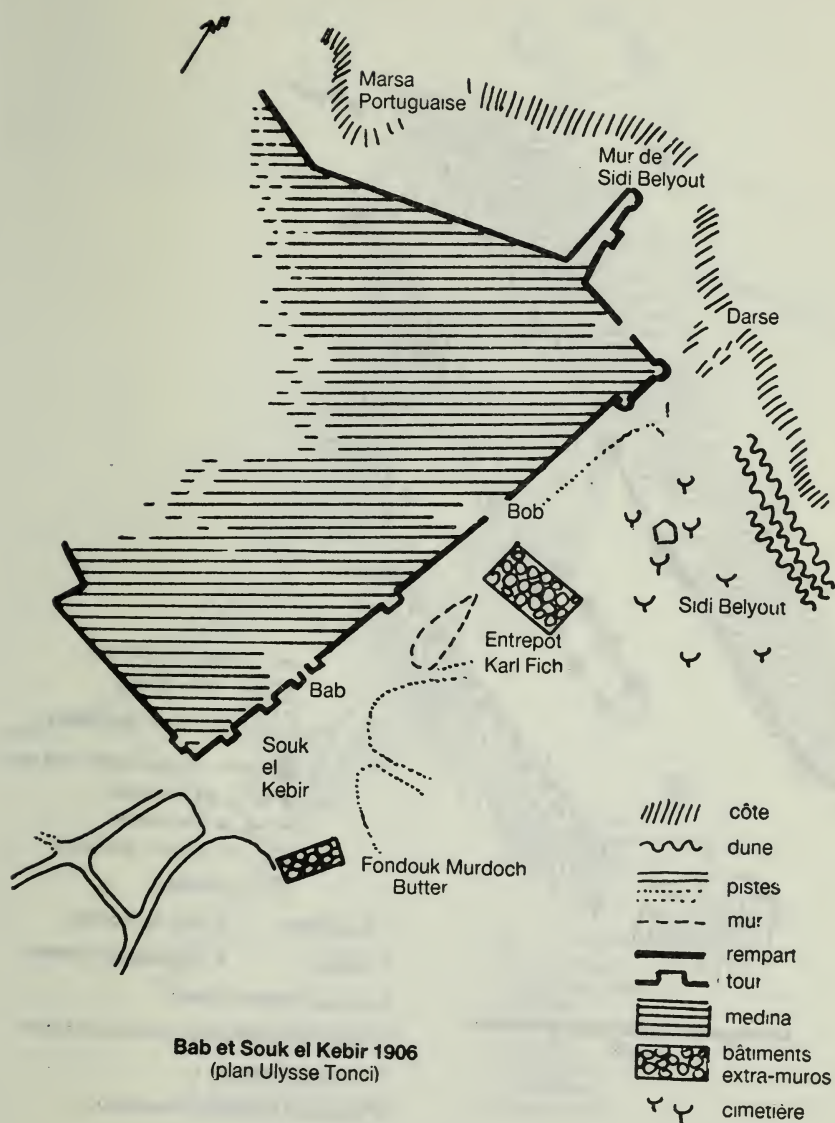 N
Marsa
Portuguaise
Mur de
Sidi Belyout
Darse
Bob
Sidi Belyout
Entrepôt
Karl Fich
Bab
Souk
el
Kebir
Fondouk Murdoch
Butter
côte
dune
pistes
mur
rempart
tour
medina
bâtiments
extra-muros
cimetière
Bab et Souk el Kebir 1906
(plan Ulysse Tonci)